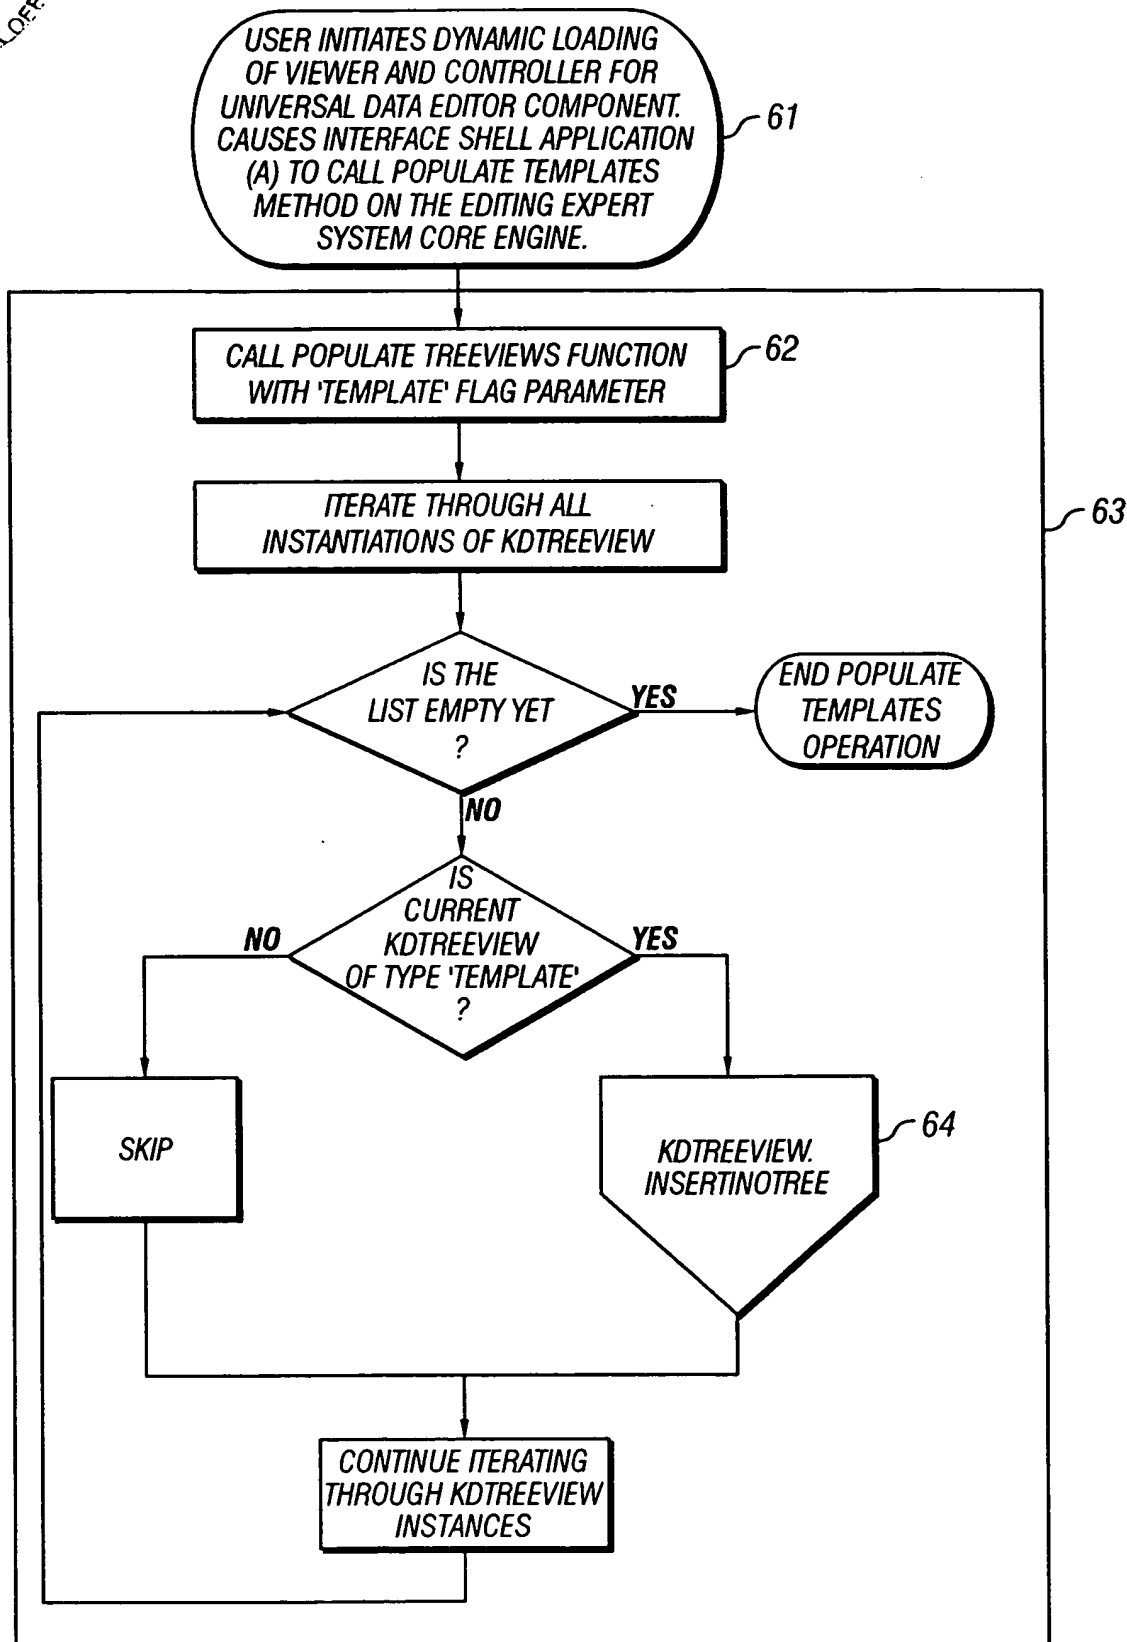 USER INITIATES DYNAMIC LOADING
OF VIEWER AND CONTROLLER FOR
UNIVERSAL DATA EDITOR COMPONENT.
CAUSES INTERFACE SHELL APPLICATION
(A) TO CALL POPULATE TEMPLATES
METHOD ON THE EDITING EXPERT
SYSTEM CORE ENGINE.
61
CALL POPULATE TREEVIEWS FUNCTION
WITH 'TEMPLATE' FLAG PARAMETER
62
ITERATE THROUGH ALL
INSTANTIATIONS OF KDTREEVIEW
63
IS THE
LIST EMPTY YET
?
YES
END POPULATE
TEMPLATES
OPERATION
NO
IS
CURRENT
KDTREEVIEW
OF TYPE 'TEMPLATE'
?
NO
YES
SKIP
KDTREEVIEW.
INSERTINOTREE
64
CONTINUE ITERATING
THROUGH KDTREEVIEW
INSTANCES